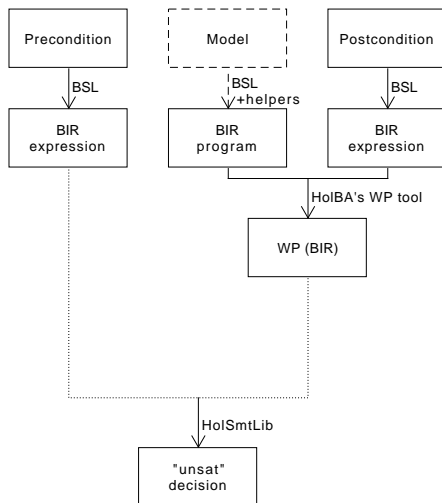 Precondition
Model
Postcondition
BSL
BSL
+helpers
BSL
BIR
expression
BIR
program
BIR
expression
HolBA's WP tool
WP (BIR)
HolSmtLib
"unsat"
decision